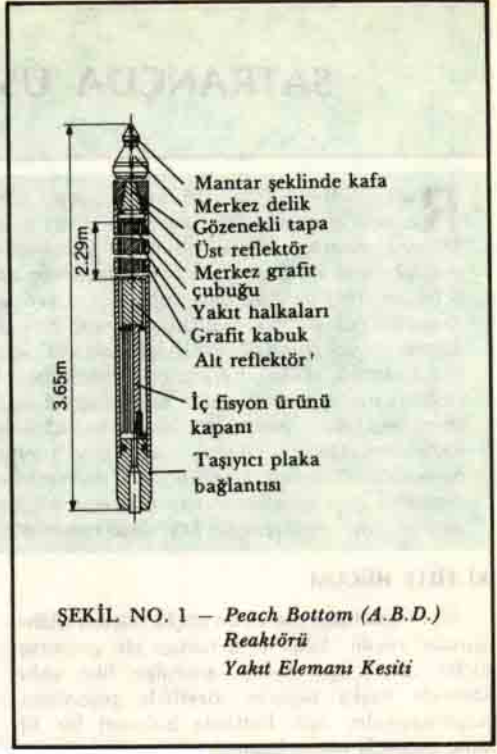 Mantar şeklinde kafa
Merkez delik
Gözenekli tapa
Üst reflektör
Merkez grafit
çubuğu
Yakıt halkaları
Grafit kabuk
Alt reflektör
İç fisyon ürünü
kapanı
Taşıyıcı plaka
bağlantısı
2.29m
3.65m
ŞEKİL NO. 1 — Peach Bottom (A.B.D.)
Reaktörü
Yakıt Elemanı Kesiti